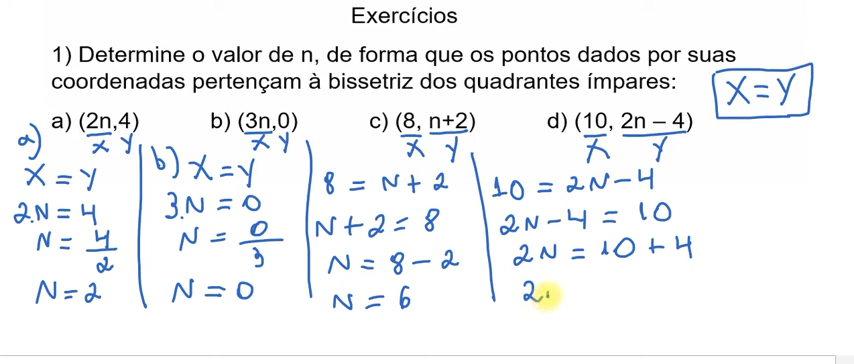 Exercícios
1) Determine o valor de n, de forma que os pontos dados por suas
coordenadas pertençam à bissetriz dos quadrantes ímpares:
X = Y
a) (2n,4) b) (3n,0) c) (8, n+2) d) (10, 2n – 4)
X Y X Y X Y X Y
a)
X = Y
2.N = 4
N = 4/2
N = 2
b) X = Y
3.N = 0
N = 0/3
N = 0
8 = N + 2
N + 2 = 8
N = 8 – 2
N = 6
10 = 2N – 4
2N – 4 = 10
2N = 10 + 4
2.